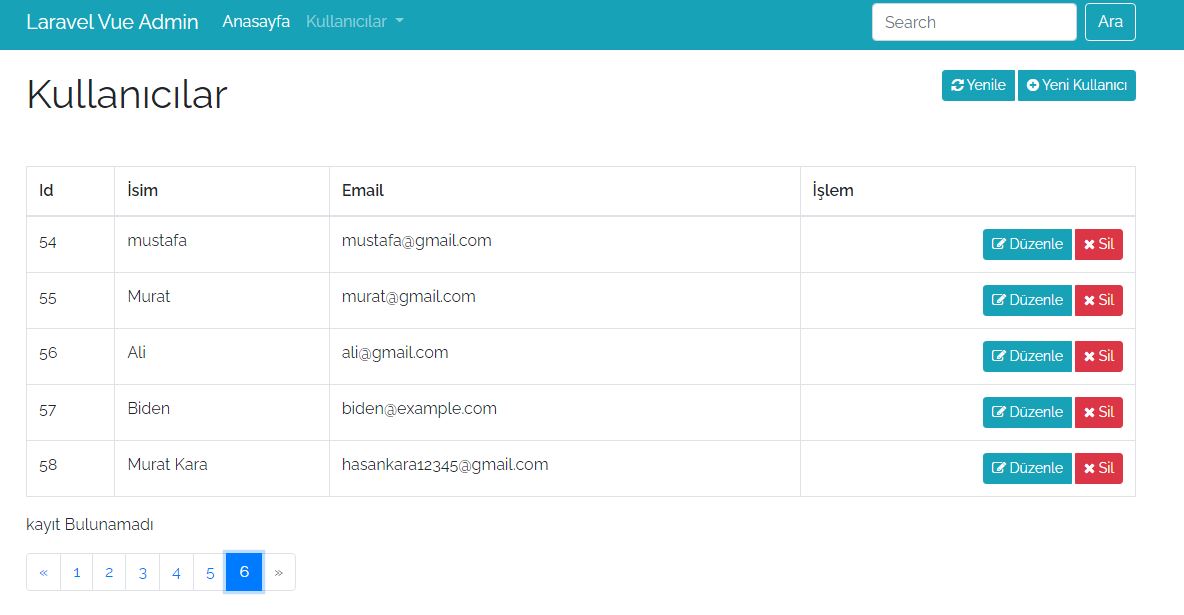 Laravel Vue Admin Anasayfa Kullanıcılar Search Ara
Kullanıcılar Yenile Yeni Kullanıcı
Id İsim Email İşlem
54 mustafa mustafa@gmail.com Düzenle Sil
55 Murat murat@gmail.com Düzenle Sil
56 Ali ali@gmail.com Düzenle Sil
57 Biden biden@example.com Düzenle Sil
58 Murat Kara hasankara12345@gmail.com Düzenle Sil
kayıt Bulunamadı
« 1 2 3 4 5 6 »